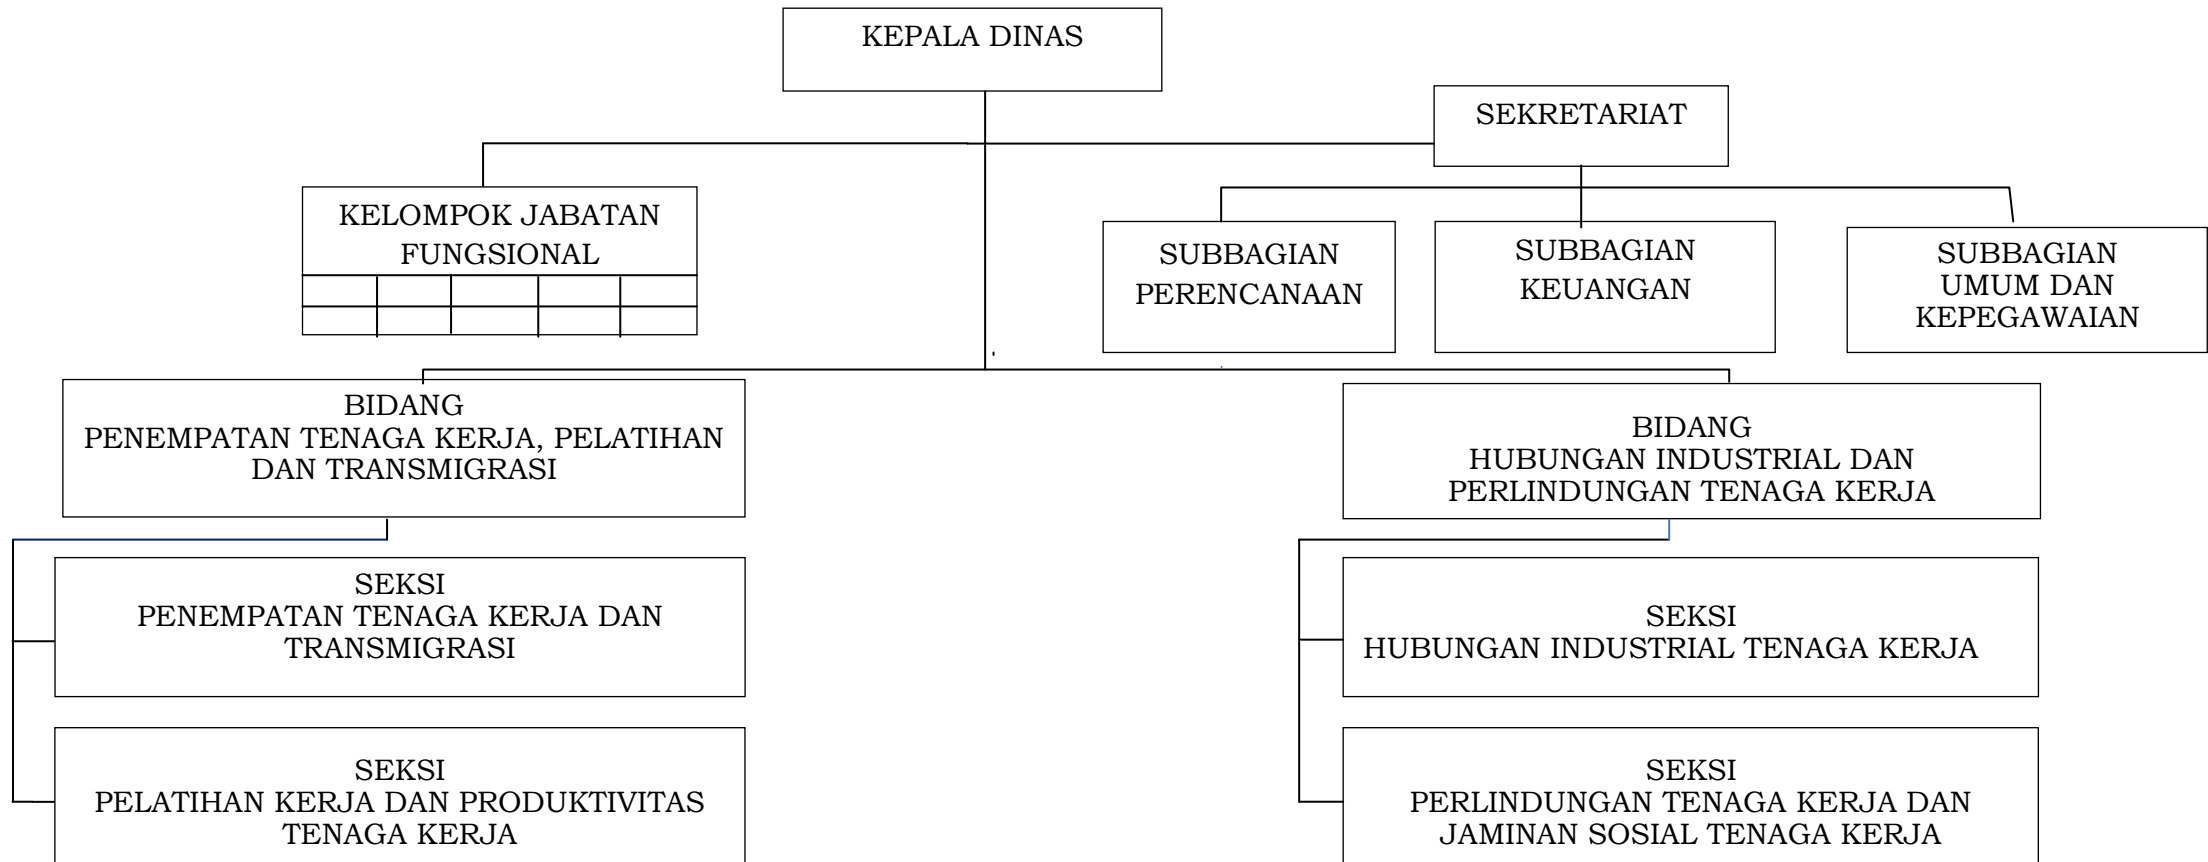 KEPALA DINAS
SEKRETARIAT
KELOMPOK JABATAN
FUNGSIONAL
SUBBAGIAN
PERENCANAAN
SUBBAGIAN
KEUANGAN
SUBBAGIAN
UMUM DAN
KEPEGAWAIAN
BIDANG
PENEMPATAN TENAGA KERJA, PELATIHAN
DAN TRANSMIGRASI
BIDANG
HUBUNGAN INDUSTRIAL DAN
PERLINDUNGAN TENAGA KERJA
SEKSI
PENEMPATAN TENAGA KERJA DAN
TRANSMIGRASI
SEKSI
HUBUNGAN INDUSTRIAL TENAGA KERJA
SEKSI
PELATIHAN KERJA DAN PRODUKTIVITAS
TENAGA KERJA
SEKSI
PERLINDUNGAN TENAGA KERJA DAN
JAMINAN SOSIAL TENAGA KERJA